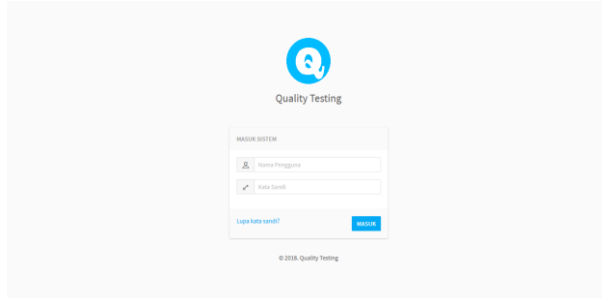 Q
Quality Testing
MASUK SISTEM
Nama Pengguna
Kata Sandi
Lupa kata sandi?
MASUK
© 2018. Quality Testing